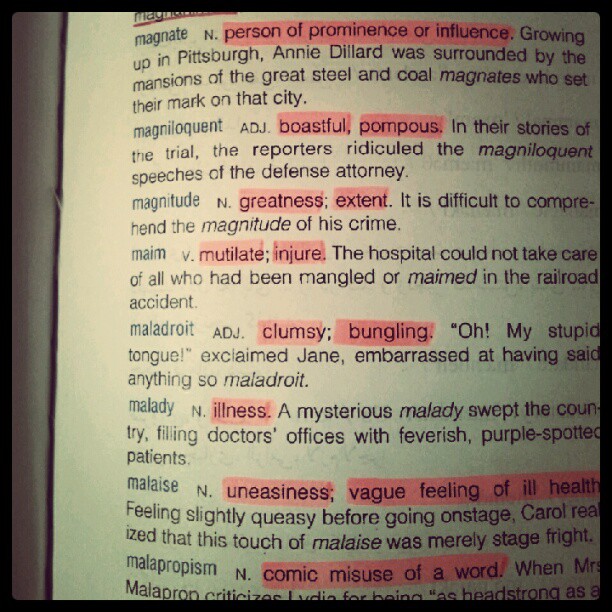 magnate N. person of prominence or influence. Growing
up in Pittsburgh, Annie Dillard was surrounded by the
mansions of the great steel and coal magnates who set
their mark on that city.
magniloquent ADJ. boastful, pompous. In their stories of
the trial, the reporters ridiculed the magniloquent
speeches of the defense attorney.
magnitude N. greatness; extent. It is difficult to compre-
hend the magnitude of his crime.
maim V. mutilate; injure. The hospital could not take care
of all who had been mangled or maimed in the railroad
accident.
maladroit ADJ. clumsy; bungling. "Oh! My stupid
tongue!" exclaimed Jane, embarrassed at having said
anything so maladroit.
malady N. illness. A mysterious malady swept the coun-
try, filling doctors' offices with feverish, purple-spotted
patients.
malaise N. uneasiness; vague feeling of ill health
Feeling slightly queasy before going onstage, Carol real
ized that this touch of malaise was merely stage fright.
malapropism N. comic misuse of a word. When Mrs
Malaprop criticizes Lydia for being "as headstrong as a